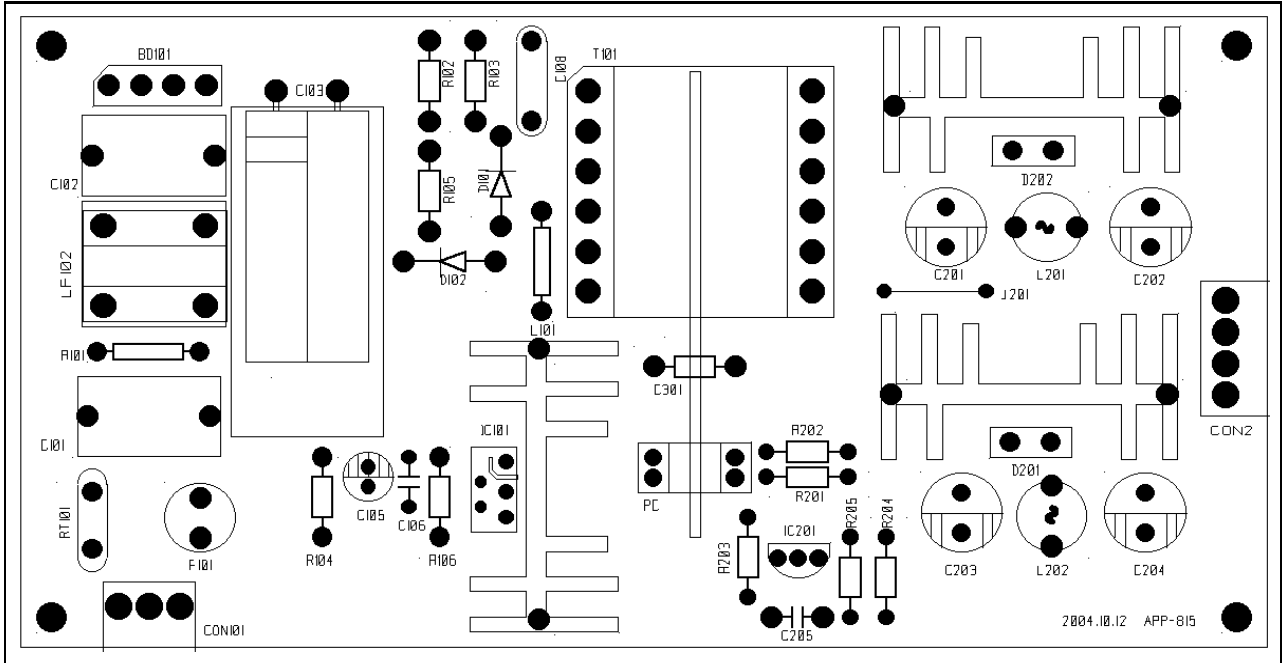 BD101
C103
R102
R103
C108
T101
C102
R105
D101
D202
LF102
D102
C201
L201
C202
J201
L101
R101
C301
CON2
C101
IC101
R202
D201
R201
RT101
C105
C106
PC
R205
R204
F101
R104
R106
R203
IC201
C203
L202
C204
CON101
C205
2004.10.12 APP-815